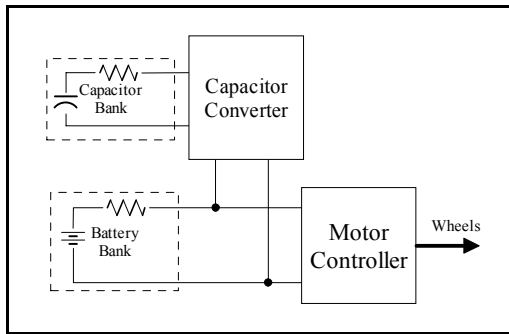 Capacitor
Bank
Capacitor
Converter
Battery
Bank
Motor
Controller
Wheels